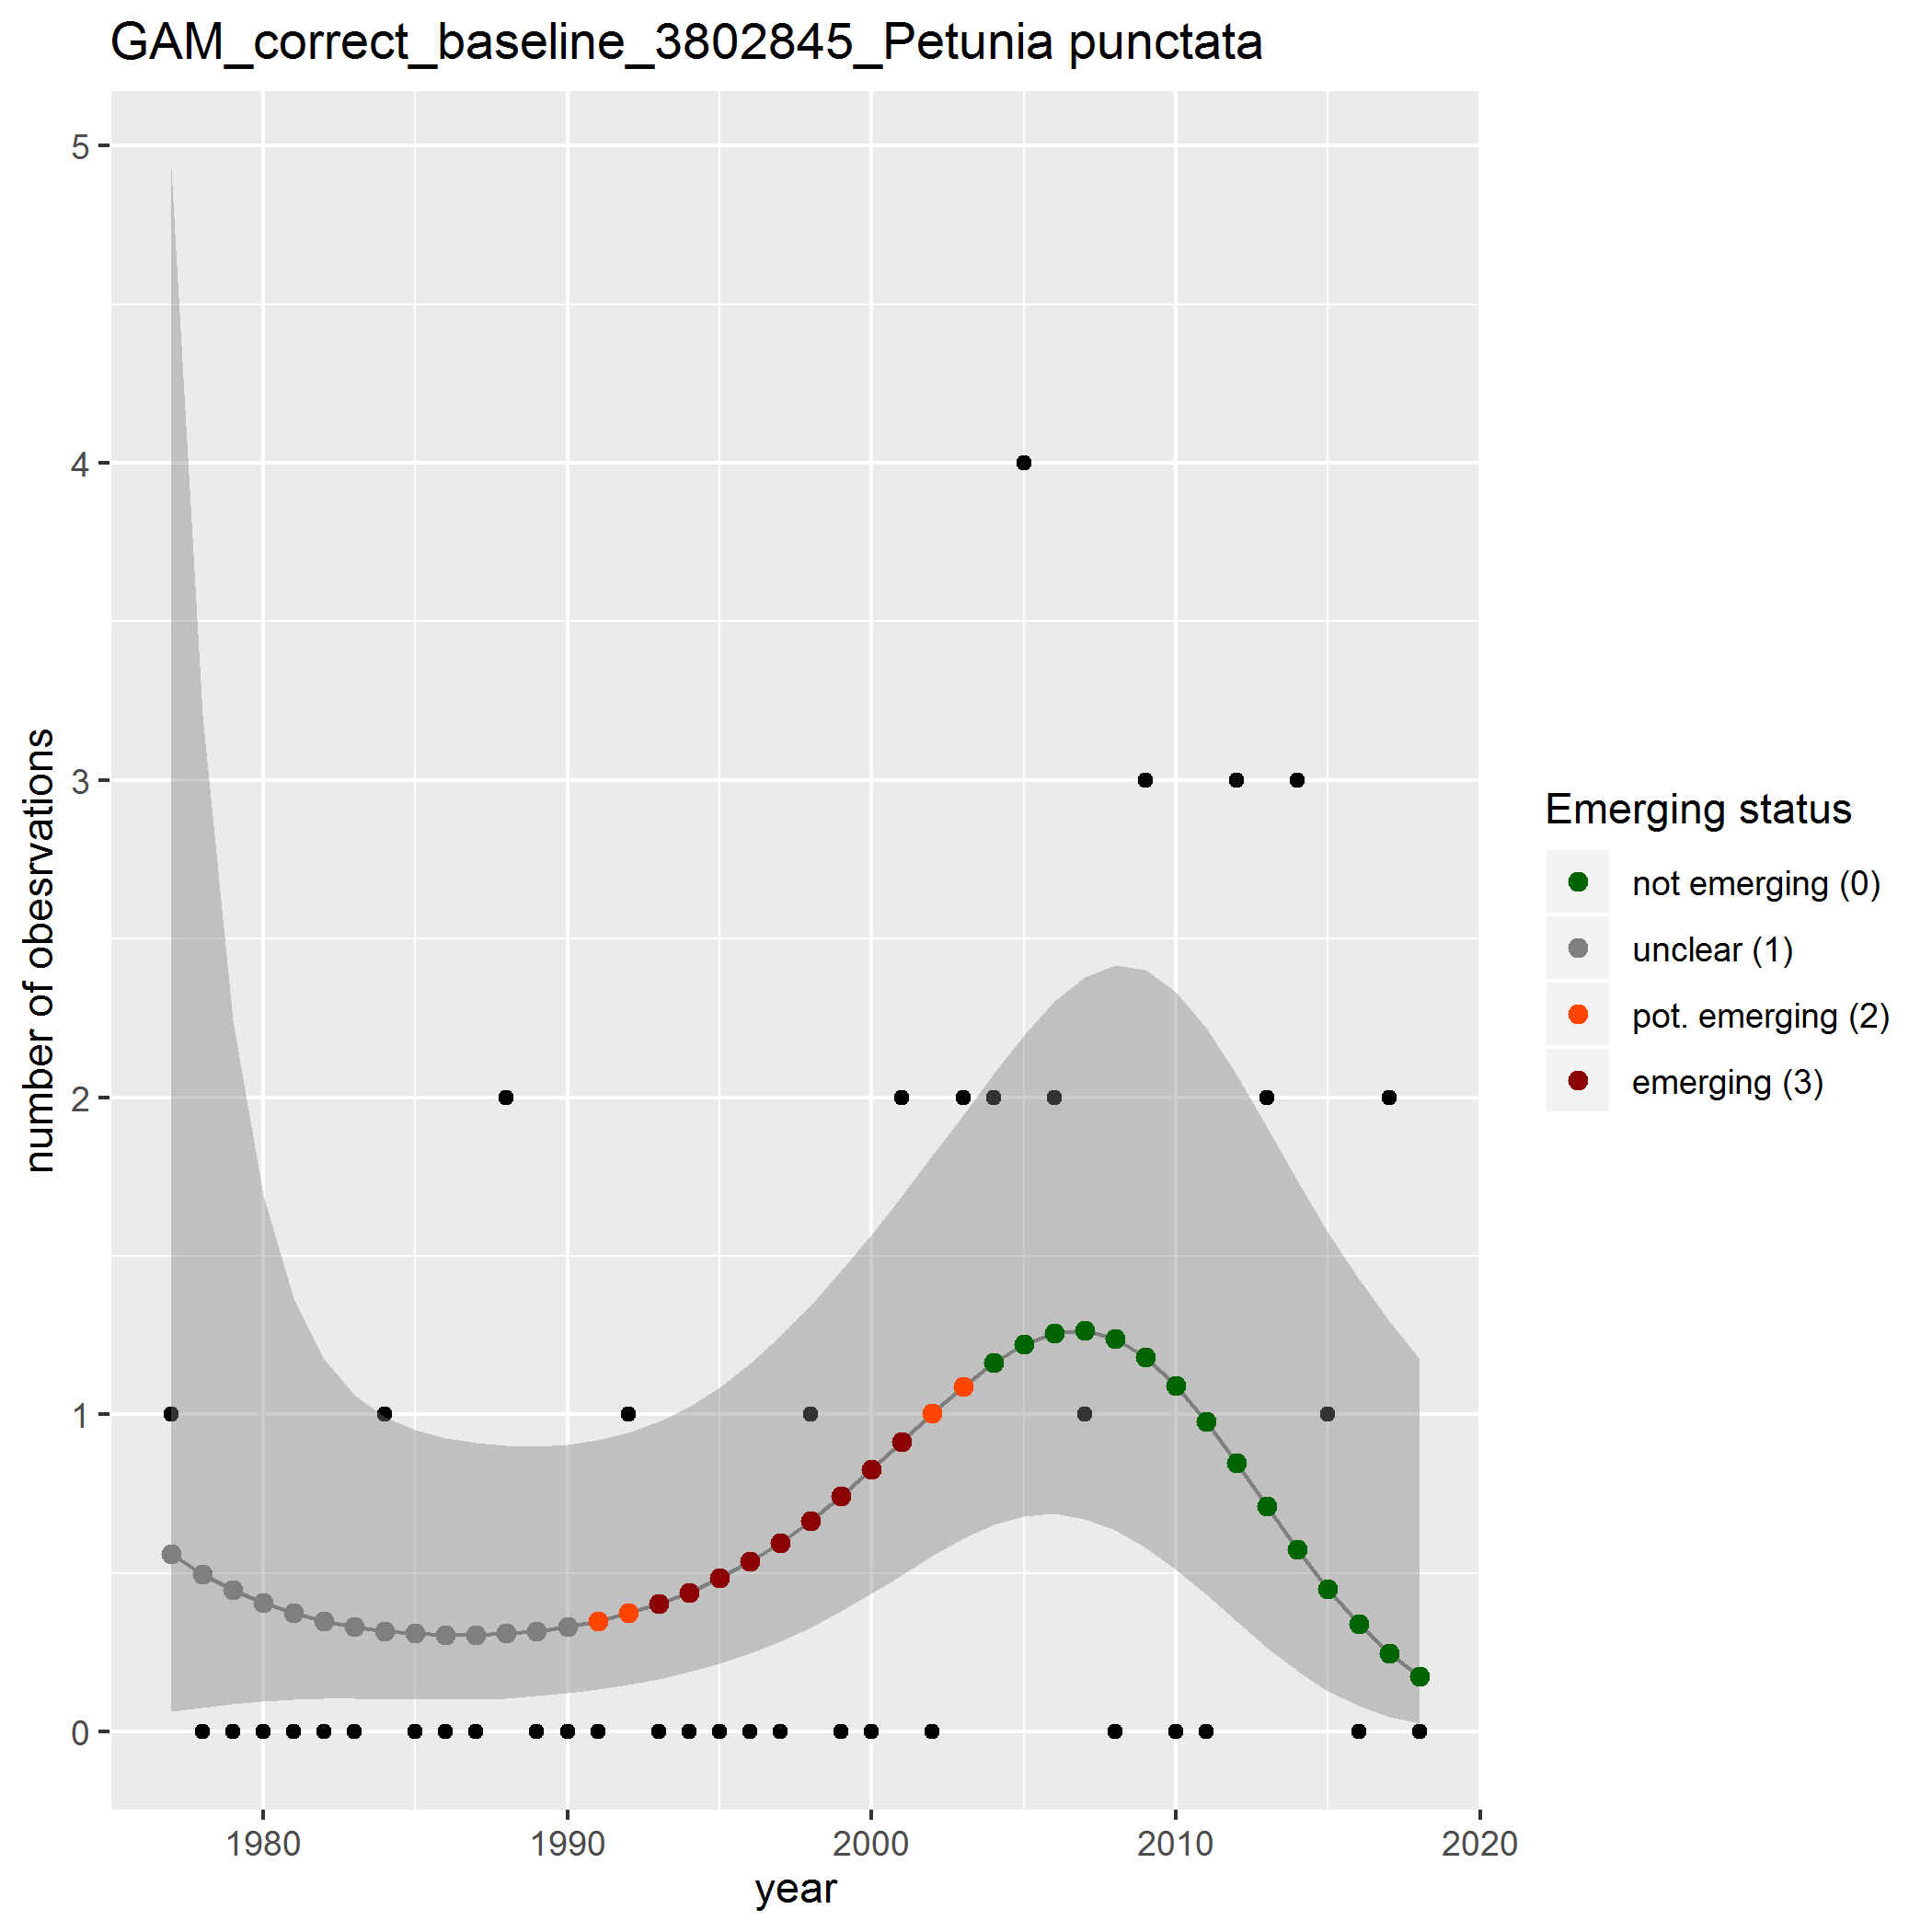 GAM_correct_baseline_3802845_Petunia punctata
5
4
3
2
1
0
number of obesrvations
1980
1990
2000
2010
2020
year
Emerging status
not emerging (0)
unclear (1)
pot. emerging (2)
emerging (3)